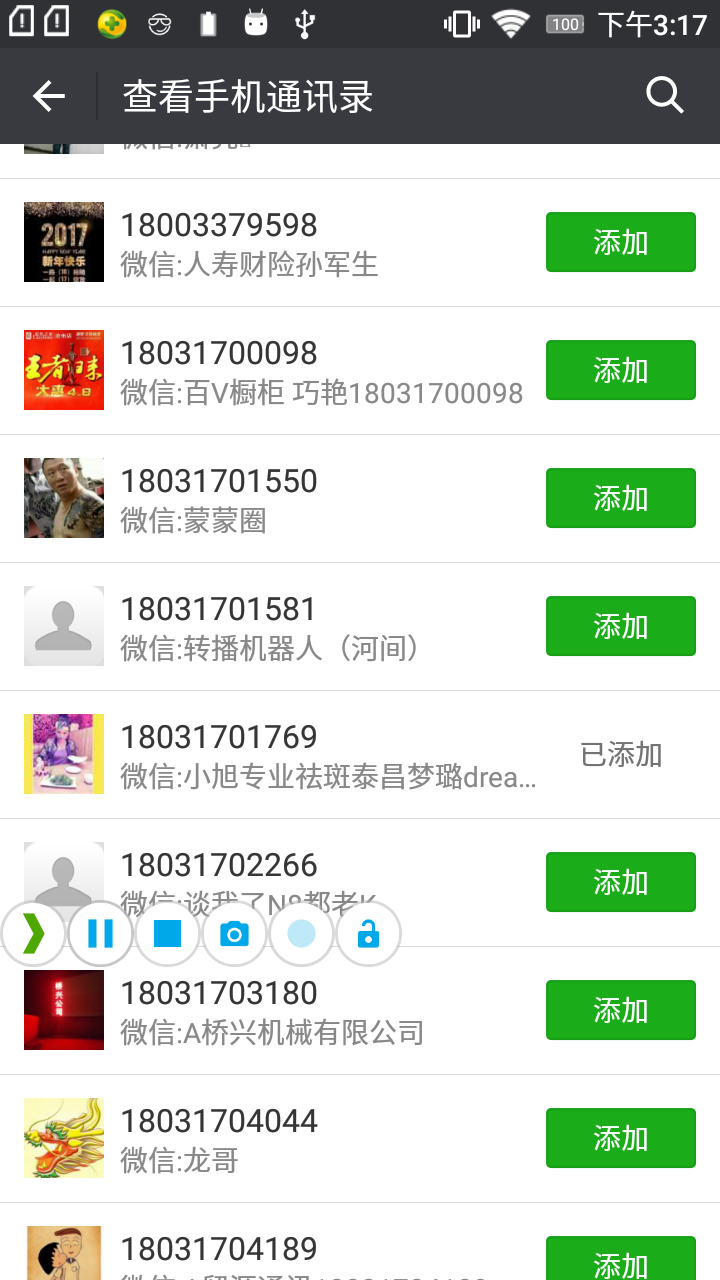 100 下午3:17
查看手机通讯录
2017
新年快乐
18003379598
微信:人寿财险孙军生
添加
王者归来
大惠4.8
18031700098
微信:百V橱柜 巧艳18031700098
添加
18031701550
微信:蒙蒙圈
添加
18031701581
微信:转播机器人（河间）
添加
18031701769
微信:小旭专业祛斑泰昌梦璐drea...
已添加
18031702266
微信:谈我了N8都老K
添加
桥兴公司
18031703180
微信:A桥兴机械有限公司
添加
18031704044
微信:龙哥
添加
18031704189
添加